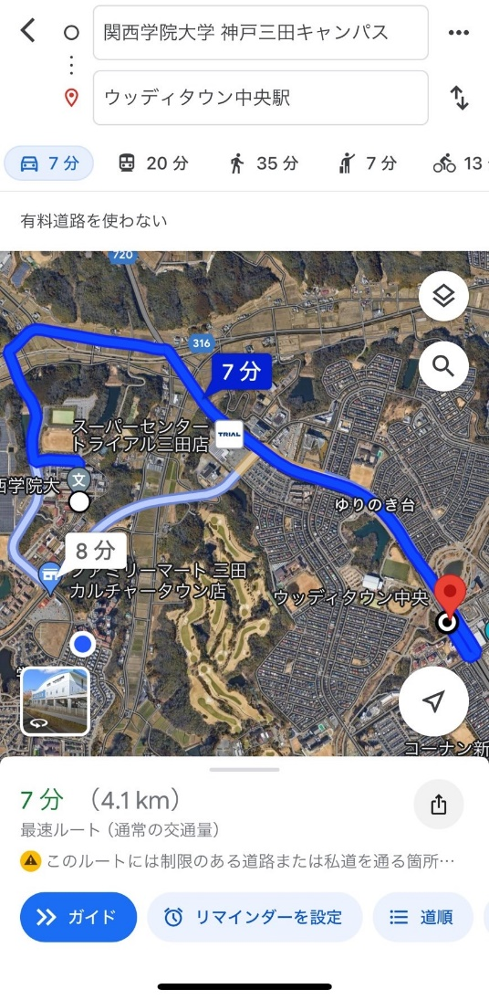 関西学院大学 神戸三田キャンパス
ウッディタウン中央駅
7 分
20 分
35 分
7 分
13
有料道路を使わない
720
316
7 分
スーパーセンター
トライアル三田店
TRIAL
西学院大
文
ゆりのき台
8 分
ファミリーマート 三田
カルチャータウン店
ウッディタウン中央
コーナン新
7 分 (4.1 km)
最速ルート (通常の交通量)
このルートには制限のある道路または私道を通る箇所…
ガイド
リマインダーを設定
道順